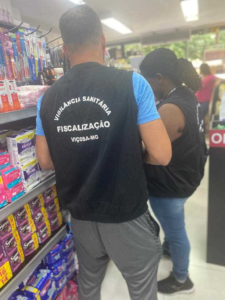 VIGILÂNCIA SANITÁRIA
FISCALIZAÇÃO
VIÇOSA-MG